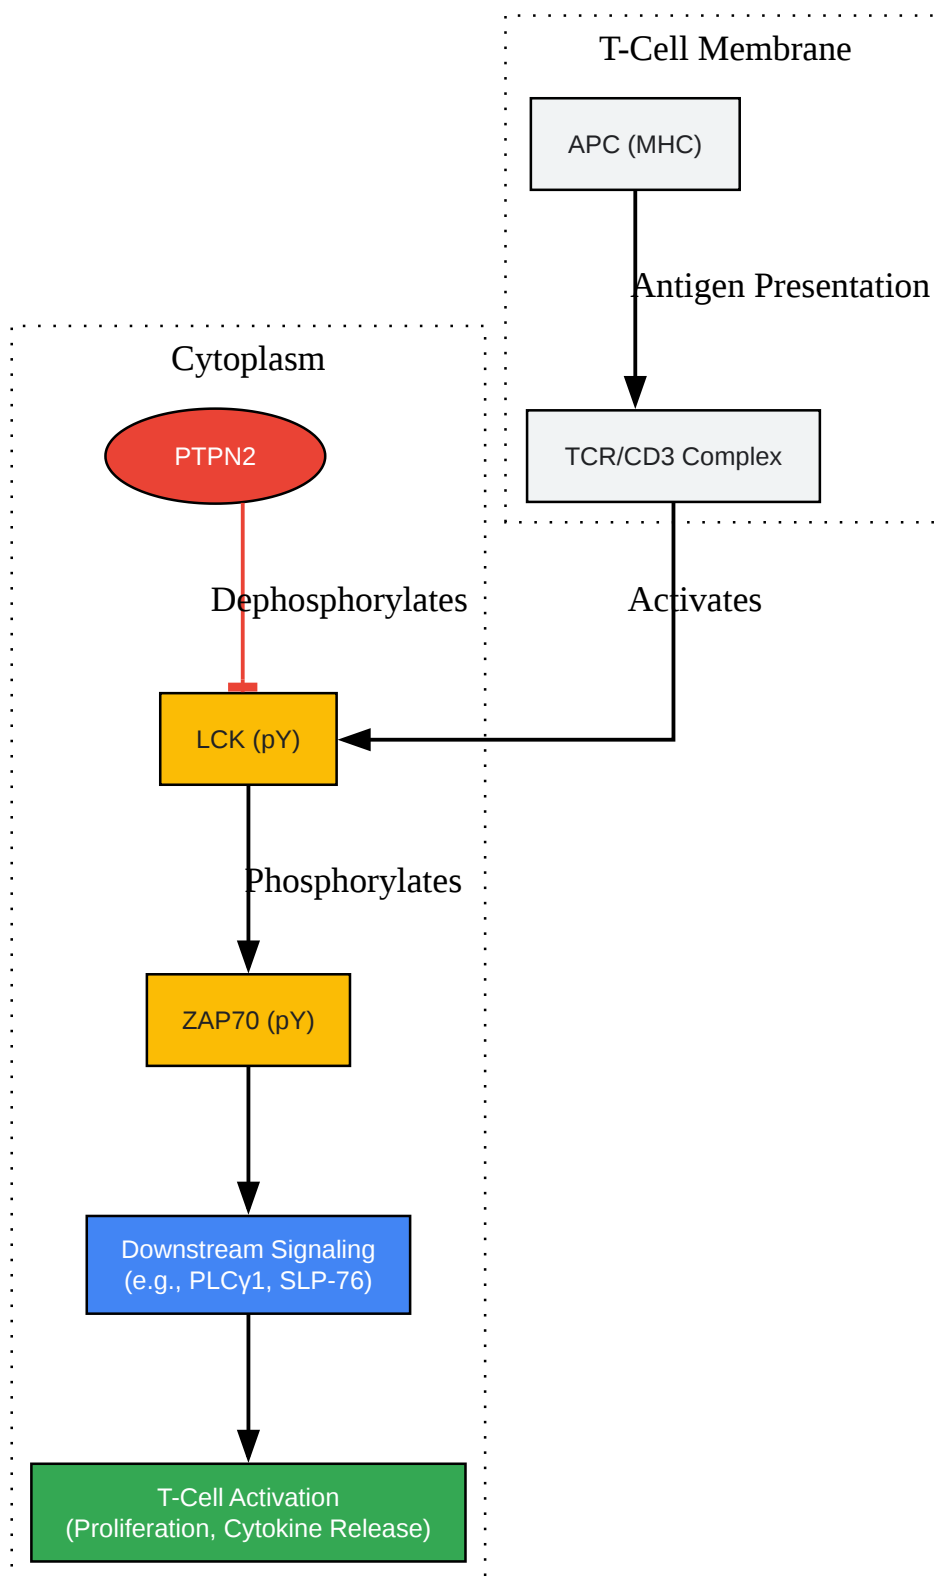 T-Cell Membrane
APC (MHC)
Antigen Presentation
Cytoplasm
PTPN2
TCR/CD3 Complex
Dephosphorylates
Activates
LCK (pY)
Phosphorylates
ZAP70 (pY)
Downstream Signaling
(e.g., PLCγ1, SLP-76)
T-Cell Activation
(Proliferation, Cytokine Release)